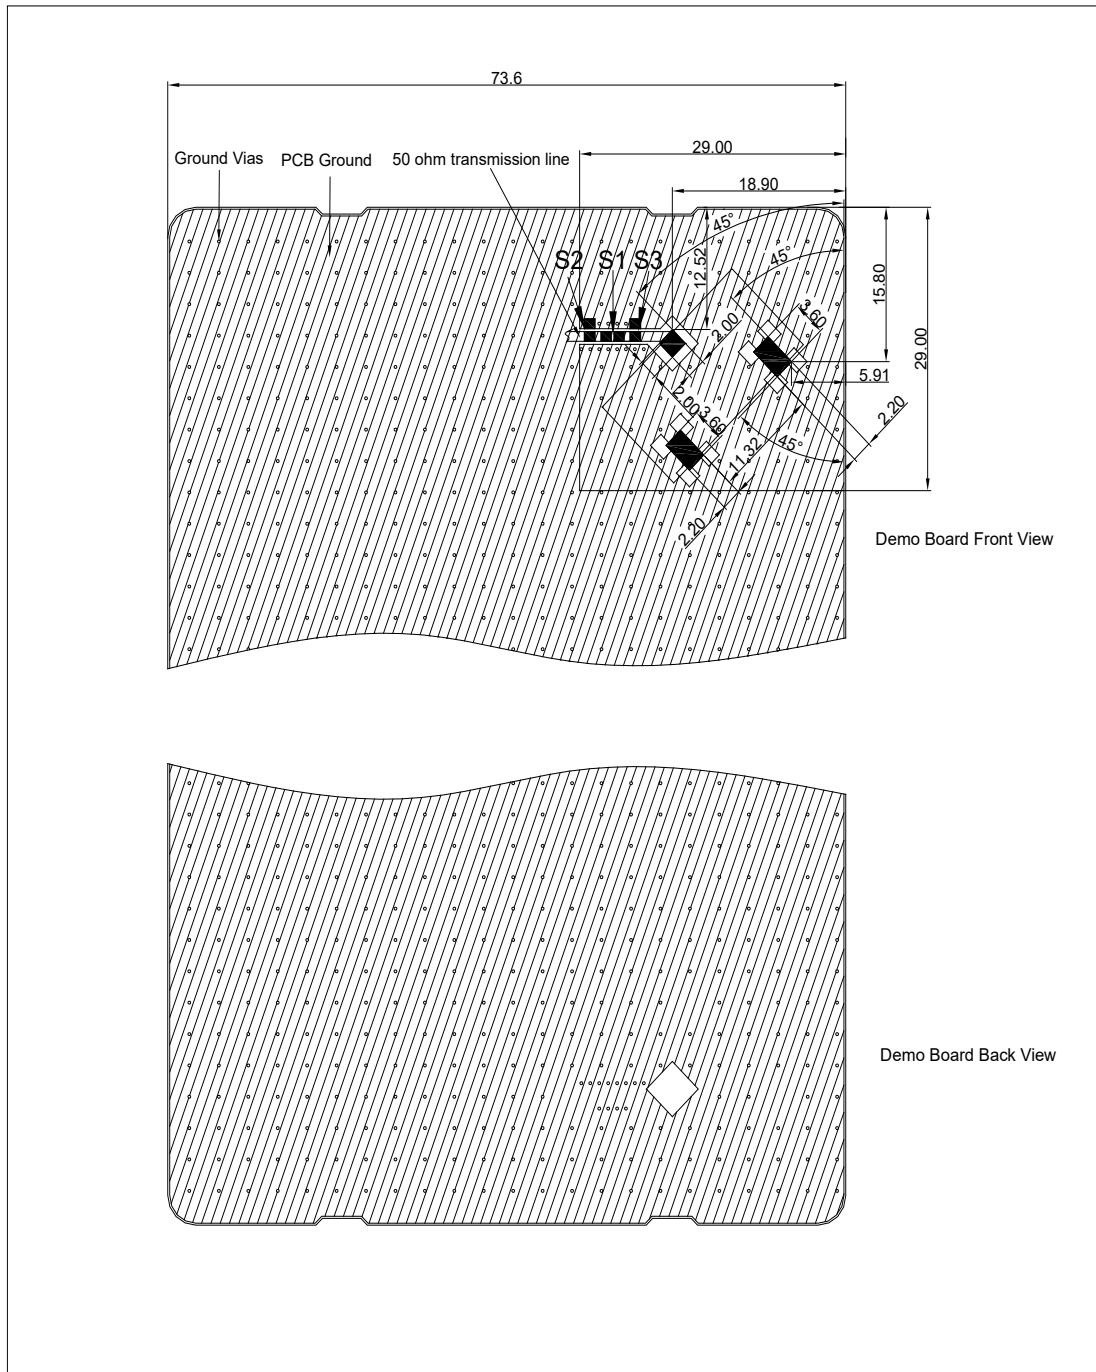 73.6
29.00
Ground Vias
PCB Ground
50 ohm transmission line
18.90
45°
45°
S2 S1 S3
12.52
15.80
29.00
3.60
2.00
5.91
2.00
3.60
2.20
11.32
45°
2.20
Demo Board Front View
Demo Board Back View